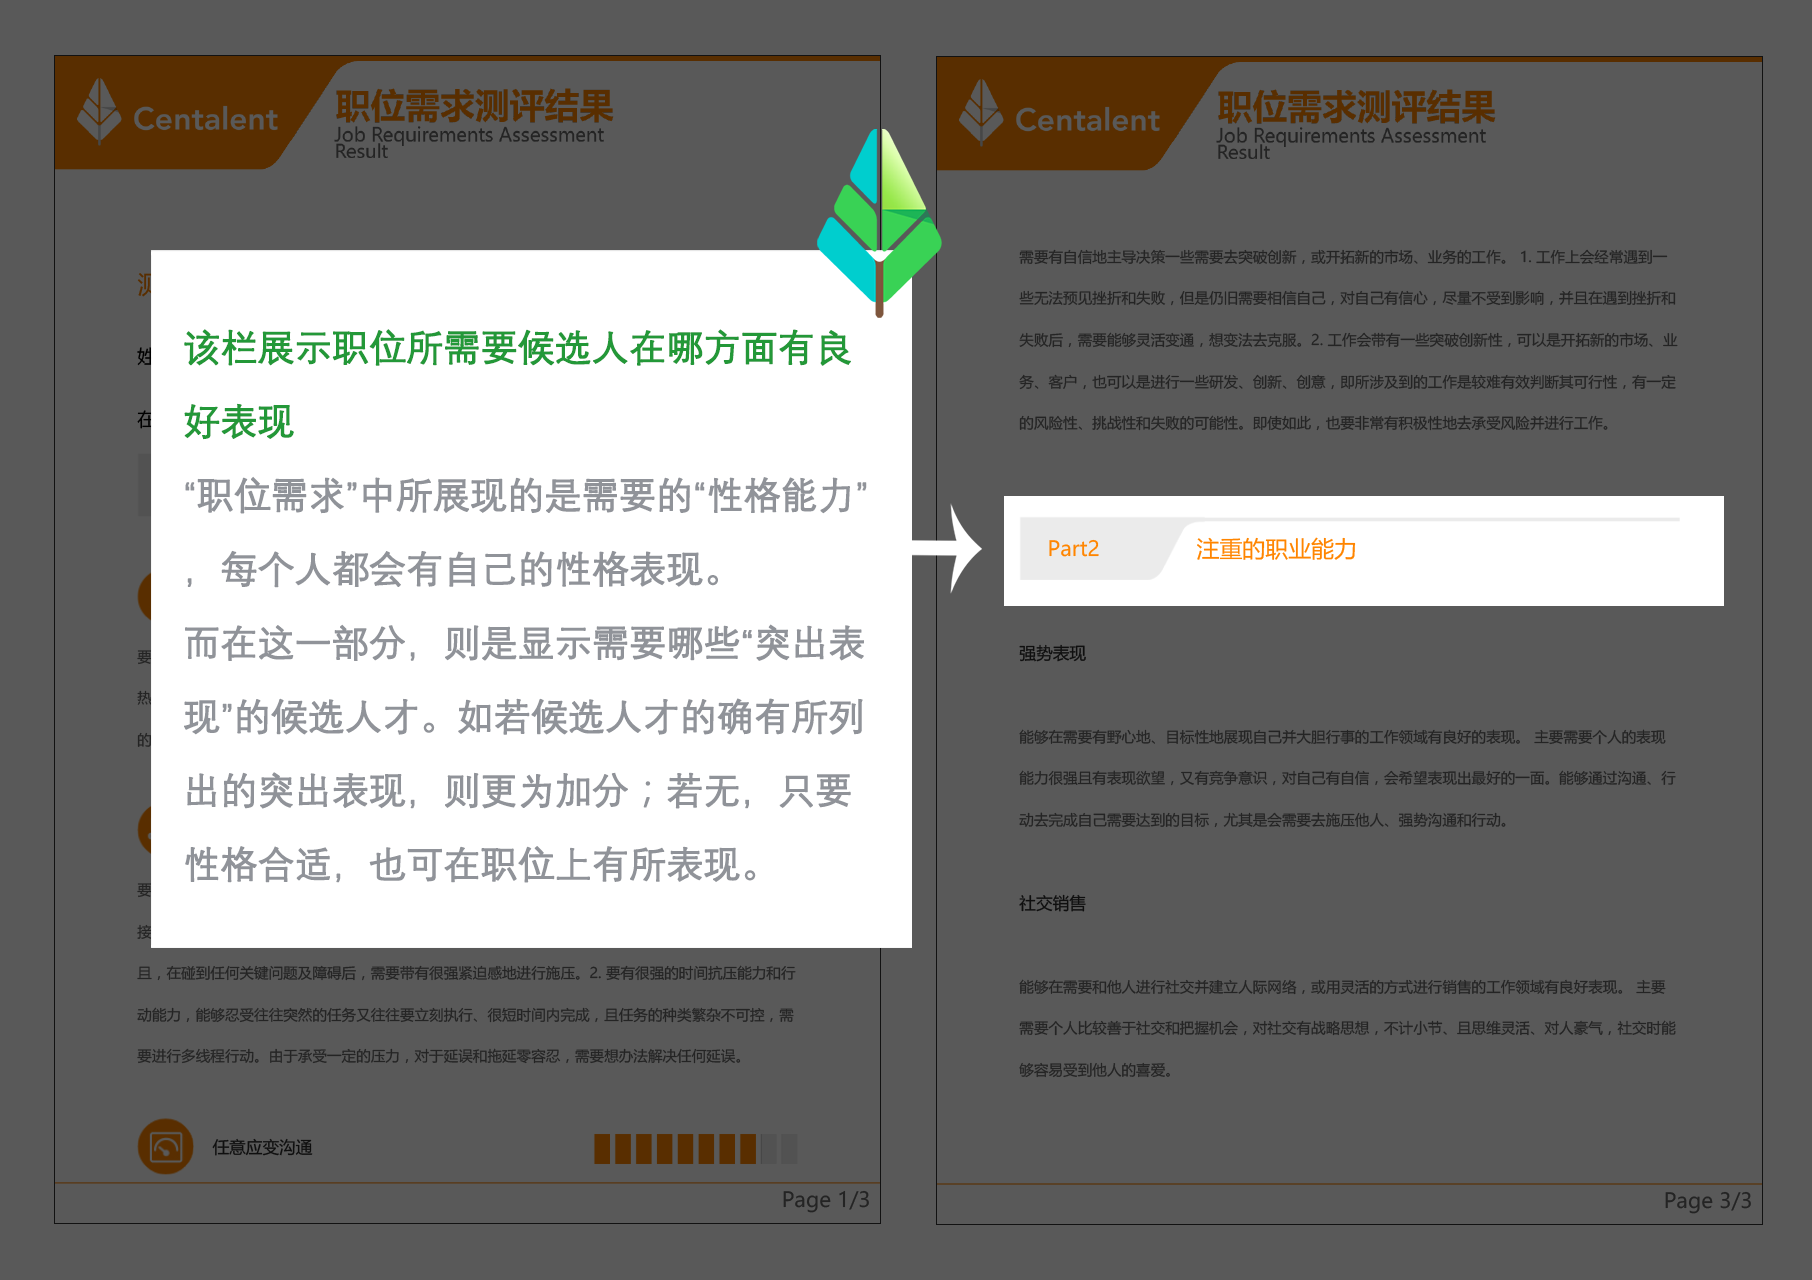 Centalent
职位需求测评结果
Job Requirements Assessment
Result
测
姓
在
该栏展示职位所需要候选人在哪方面有良
好表现
“职位需求”中所展现的是需要的“性格能力”
，每个人都会有自己的性格表现。
而在这一部分，则是显示需要哪些“突出表
现”的候选人才。如若候选人才的确有所列
出的突出表现，则更为加分；若无，只要
性格合适，也可在职位上有所表现。
要
热
的
要
接
且，在碰到任何关键问题及障碍后，需要带有很强紧迫感地进行施压。2. 要有很强的时间抗压能力和行
动能力，能够忍受往往突然的任务又往往要立刻执行、很短时间内完成，且任务的种类繁杂不可控，需
要进行多线程行动。由于承受一定的压力，对于延误和拖延零容忍，需要想办法解决任何延误。
任意应变沟通
Page 1/3
Centalent
职位需求测评结果
Job Requirements Assessment
Result
需要有自信地主导决策一些需要去突破创新，或开拓新的市场、业务的工作。 1. 工作上会经常遇到一
些无法预见挫折和失败，但是仍旧需要相信自己，对自己有信心，尽量不受到影响，并且在遇到挫折和
失败后，需要能够灵活变通，想变法去克服。2. 工作会带有一些突破创新性，可以是开拓新的市场、业
务、客户，也可以是进行一些研发、创新、创意，即所涉及到的工作是较难有效判断其可行性，有一定
的风险性、挑战性和失败的可能性。即使如此，也要非常有积极性地去承受风险并进行工作。
Part2 注重的职业能力
强势表现
能够在需要有野心地、目标性地展现自己并大胆行事的工作领域有良好的表现。 主要需要个人的表现
能力很强且有表现欲望，又有竞争意识，对自己有自信，会希望表现出最好的一面。能够通过沟通、行
动去完成自己需要达到的目标，尤其是会需要去施压他人、强势沟通和行动。
社交销售
能够在需要和他人进行社交并建立人际网络，或用灵活的方式进行销售的工作领域有良好表现。 主要
需要个人比较善于社交和把握机会，对社交有战略思想，不计小节、且思维灵活、对人豪气，社交时能
够容易受到他人的喜爱。
Page 3/3